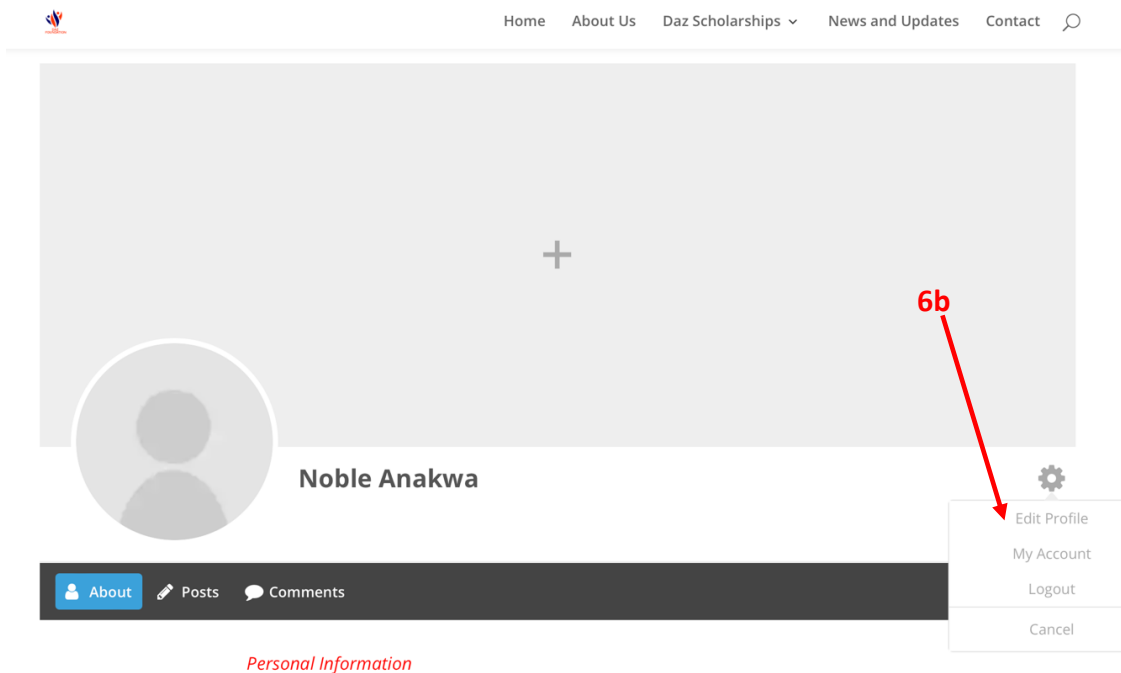 Home About Us Daz Scholarships News and Updates Contact
6b
Noble Anakwa
Edit Profile
My Account
Logout
Cancel
About Posts Comments
Personal Information